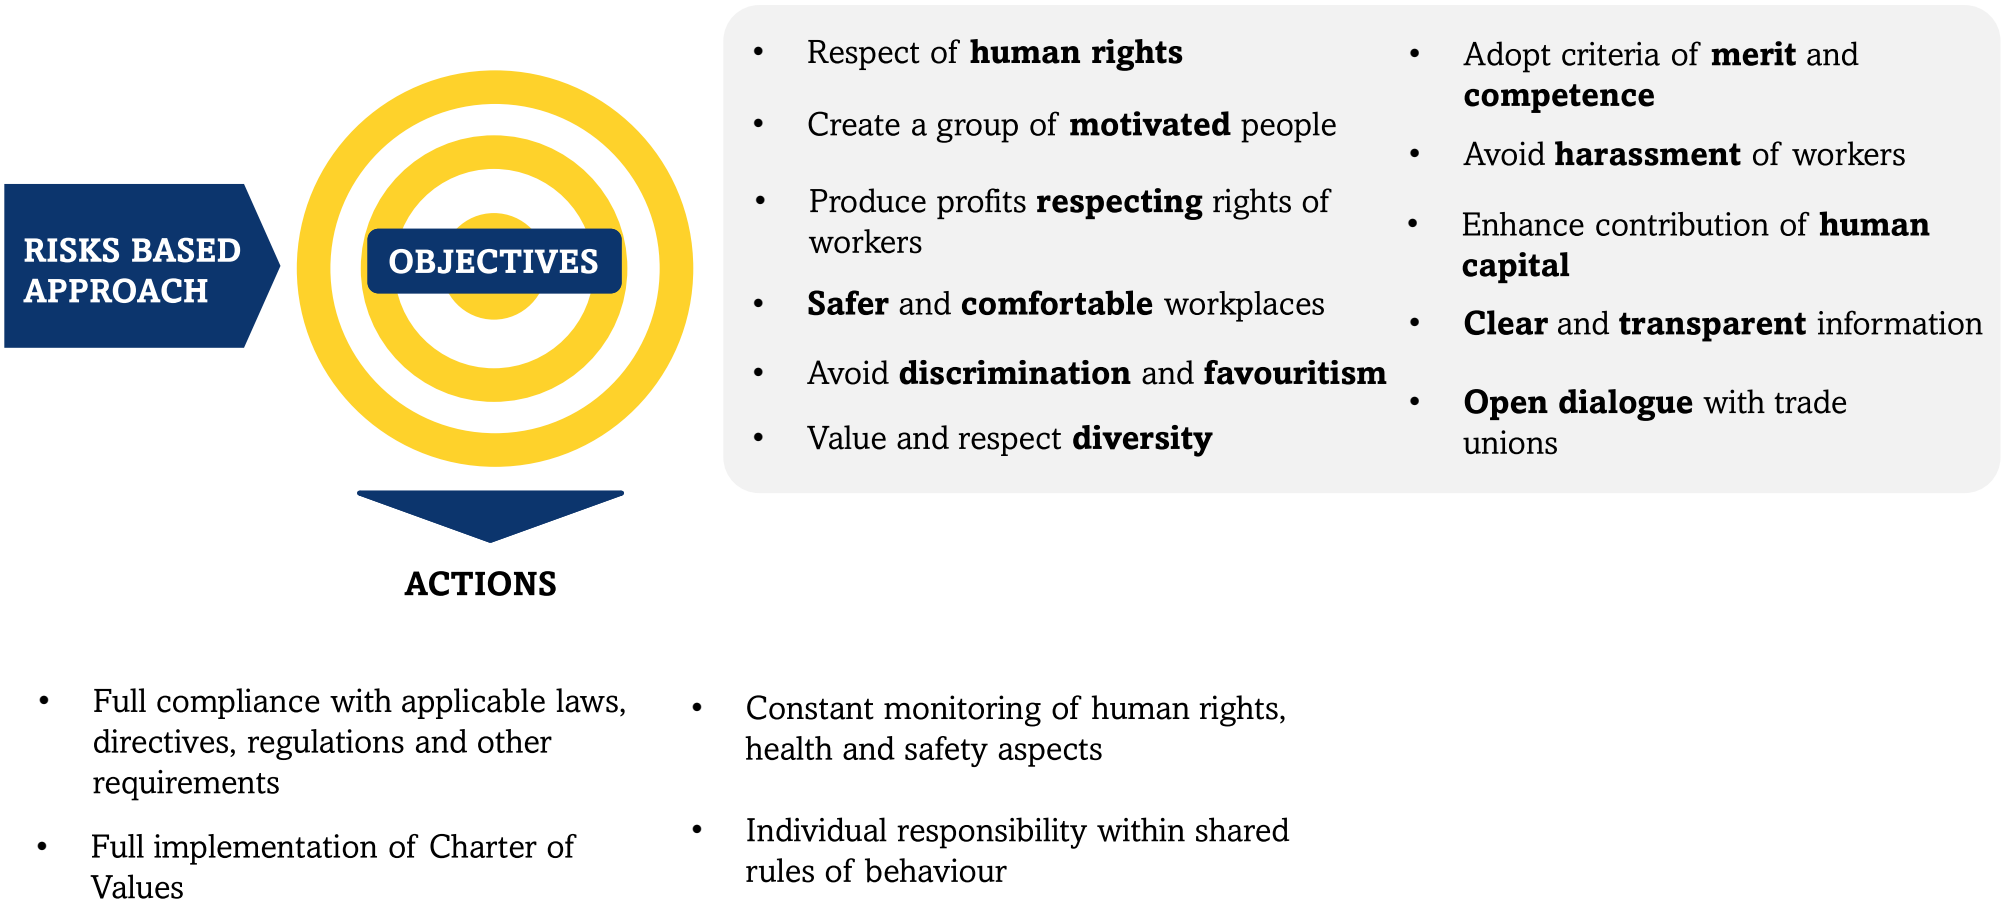 RISKS BASED
APPROACH
OBJECTIVES
• Respect of human rights
• Create a group of motivated people
• Produce profits respecting rights of
workers
• Safer and comfortable workplaces
• Avoid discrimination and favouritism
• Value and respect diversity
• Adopt criteria of merit and
competence
• Avoid harassment of workers
• Enhance contribution of human
capital
• Clear and transparent information
• Open dialogue with trade
unions
ACTIONS
• Full compliance with applicable laws,
directives, regulations and other
requirements
• Full implementation of Charter of
Values
• Constant monitoring of human rights,
health and safety aspects
• Individual responsibility within shared
rules of behaviour